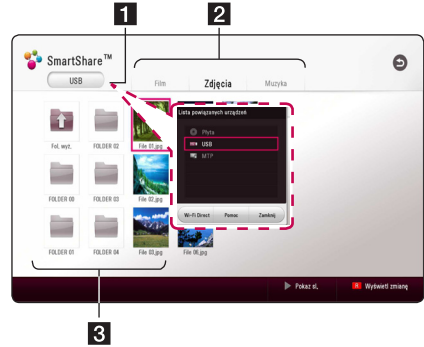 1
2
SmartShare™
USB
Film
Zdjęcia
Muzyka
Lista powiązanych urządzeń
Płyta
USB
MTP
Wi-Fi Direct
Pomoc
Zamknij
Fol. wyż.
FOLDER 02
File 01.jpg
FOLDER 00
FOLDER 03
File 02.jpg
FOLDER 01
FOLDER 04
File 03.jpg
File 06.jpg
Pokaz sl.
R Wyświetl zmianę
3